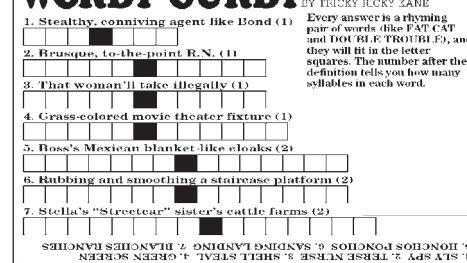 WORDY GURDY BY TRICKY RICKY KANE
Every answer is a rhyming
pair of words (like FAT CAT
and DOUBLE TROUBLE), and
they will fit in the letter
squares. The number after the
definition tells you how many
syllables in each word.
1. Stealthy, conniving agent like Bond (1)
2. Brusque, to-the-point R.N. (1)
3. That woman'll take illegally (1)
4. Grass-colored movie theater fixture (1)
5. Boss's Mexican blanket-like cloaks (2)
6. Rubbing and smoothing a staircase platform (2)
7. Stella's "Streetcar" sister's cattle farms (2)
1. SLY SPY 2. TERSE NURSE 3. SHE'LL STEAL 4. GREEN SCREEN
5. HONCHOS PONCHOS 6. SANDING LANDING 7. BLANCHE'S RANCHES